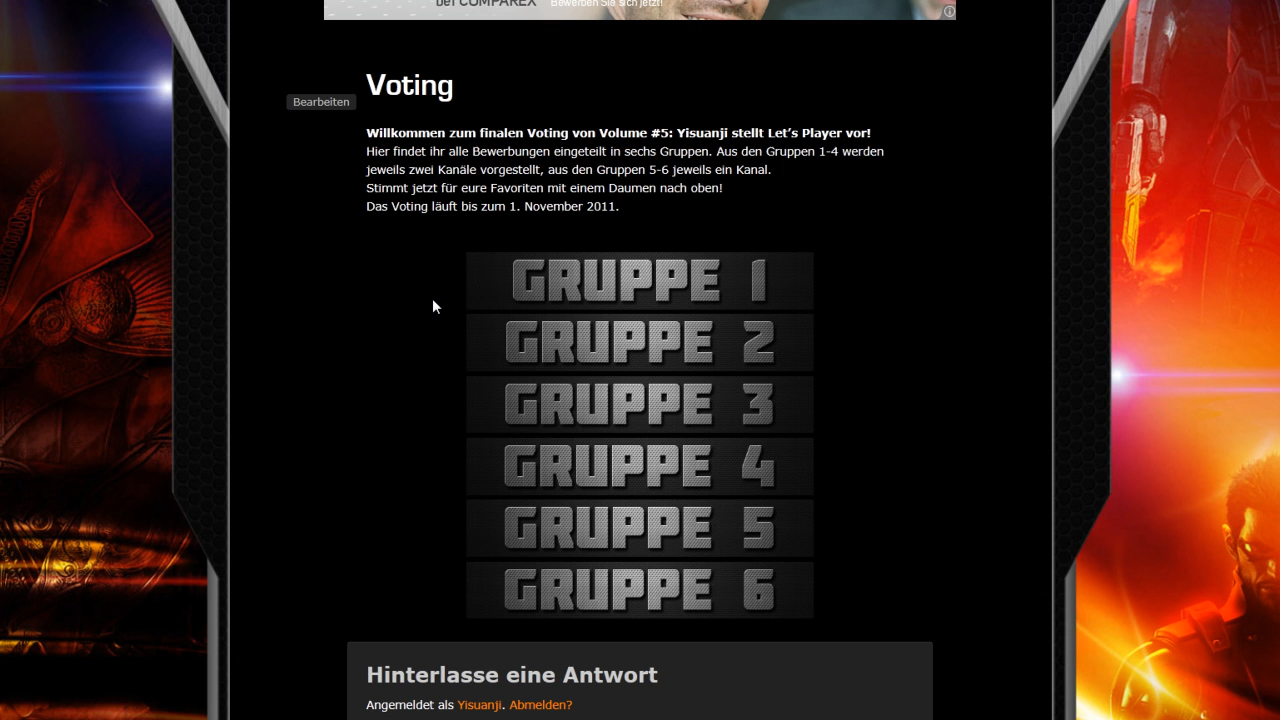 bei COMPAREX Bewerben Sie sich jetzt!
Voting
Bearbeiten
Willkommen zum finalen Voting von Volume #5: Yisuanji stellt Let’s Player vor!
Hier findet ihr alle Bewerbungen eingeteilt in sechs Gruppen. Aus den Gruppen 1-4 werden
jeweils zwei Kanäle vorgestellt, aus den Gruppen 5-6 jeweils ein Kanal.
Stimmt jetzt für eure Favoriten mit einem Daumen nach oben!
Das Voting läuft bis zum 1. November 2011.
GRUPPE 1
GRUPPE 2
GRUPPE 3
GRUPPE 4
GRUPPE 5
GRUPPE 6
Hinterlasse eine Antwort
Angemeldet als Yisuanji. Abmelden?